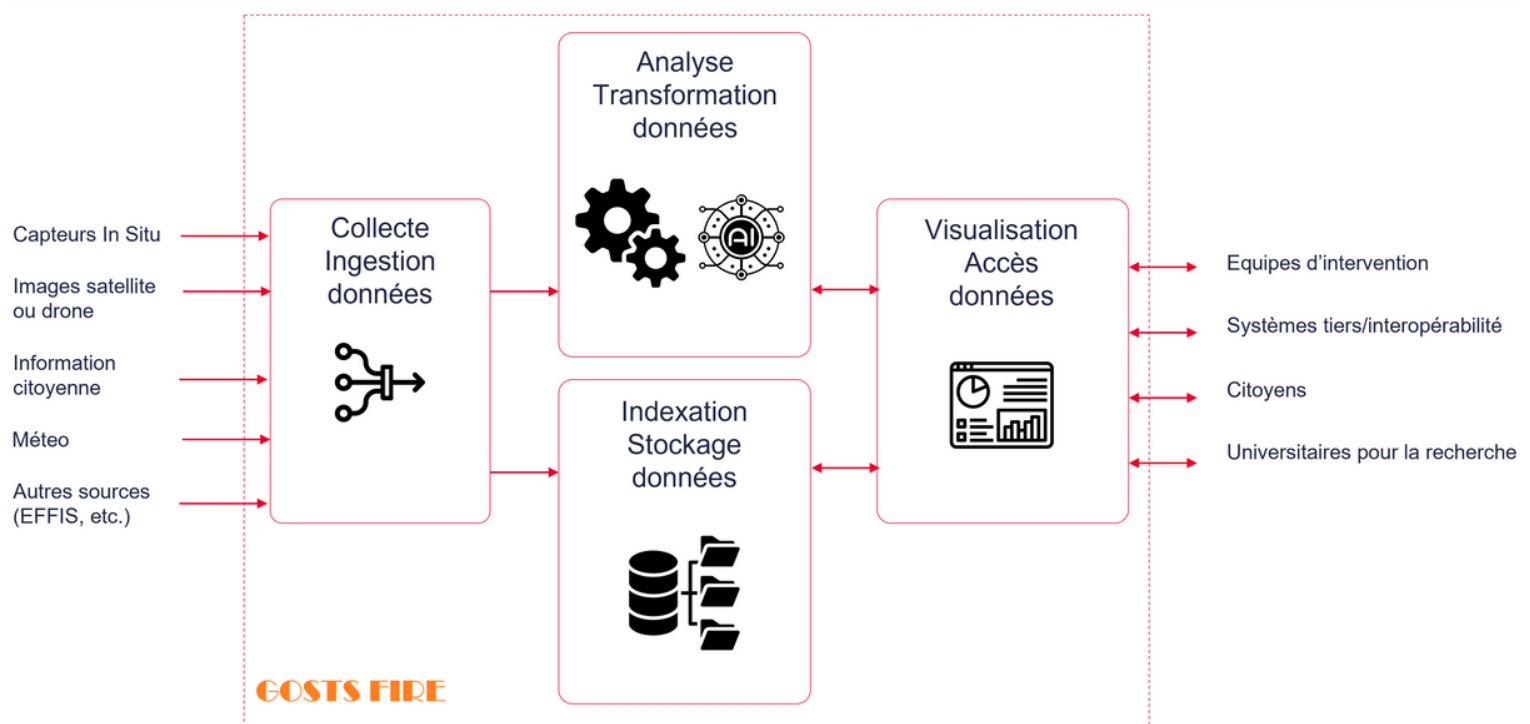 Capteurs In Situ
Images satellite
ou drone
Information
citoyenne
Méteo
Autres sources
(EFFIS, etc.)
Collecte
Ingestion
données
Analyse
Transformation
données
AI
Indexation
Stockage
données
Visualisation
Accès
données
Equipes d'intervention
Systèmes tiers/interopérabilité
Citoyens
Universitaires pour la recherche
GOSTS FIRE